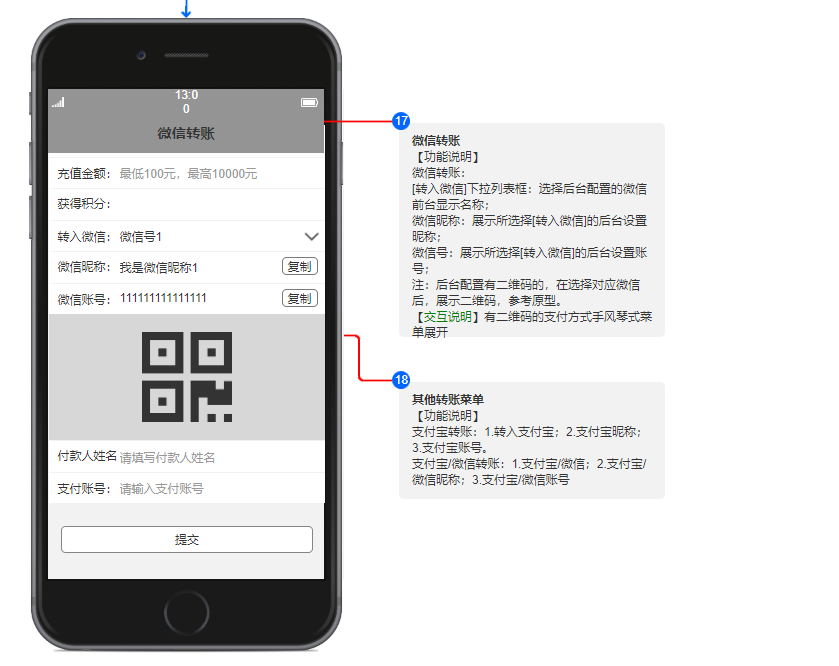 13:0
0
微信转账
充值金额： 最低100元，最高10000元
获得积分：
转入微信： 微信号1
微信昵称： 我是微信昵称1 复制
微信账号： 111111111111111 复制
付款人姓名 请填写付款人姓名
支付账号： 请输入支付账号
提交
17
微信转账
【功能说明】
微信转账：
[转入微信]下拉列表框：选择后台配置的微信
前台显示名称；
微信昵称：展示所选择[转入微信]的后台设置
昵称；
微信号：展示所选择[转入微信]的后台设置账
号；
注：后台配置有二维码的，在选择对应微信
后，展示二维码，参考原型。
【交互说明】有二维码的支付方式手风琴式菜
单展开
18
其他转账菜单
【功能说明】
支付宝转账：1.转入支付宝；2.支付宝昵称；
3.支付宝账号。
支付宝/微信转账：1.支付宝/微信；2.支付宝/
微信昵称；3.支付宝/微信账号